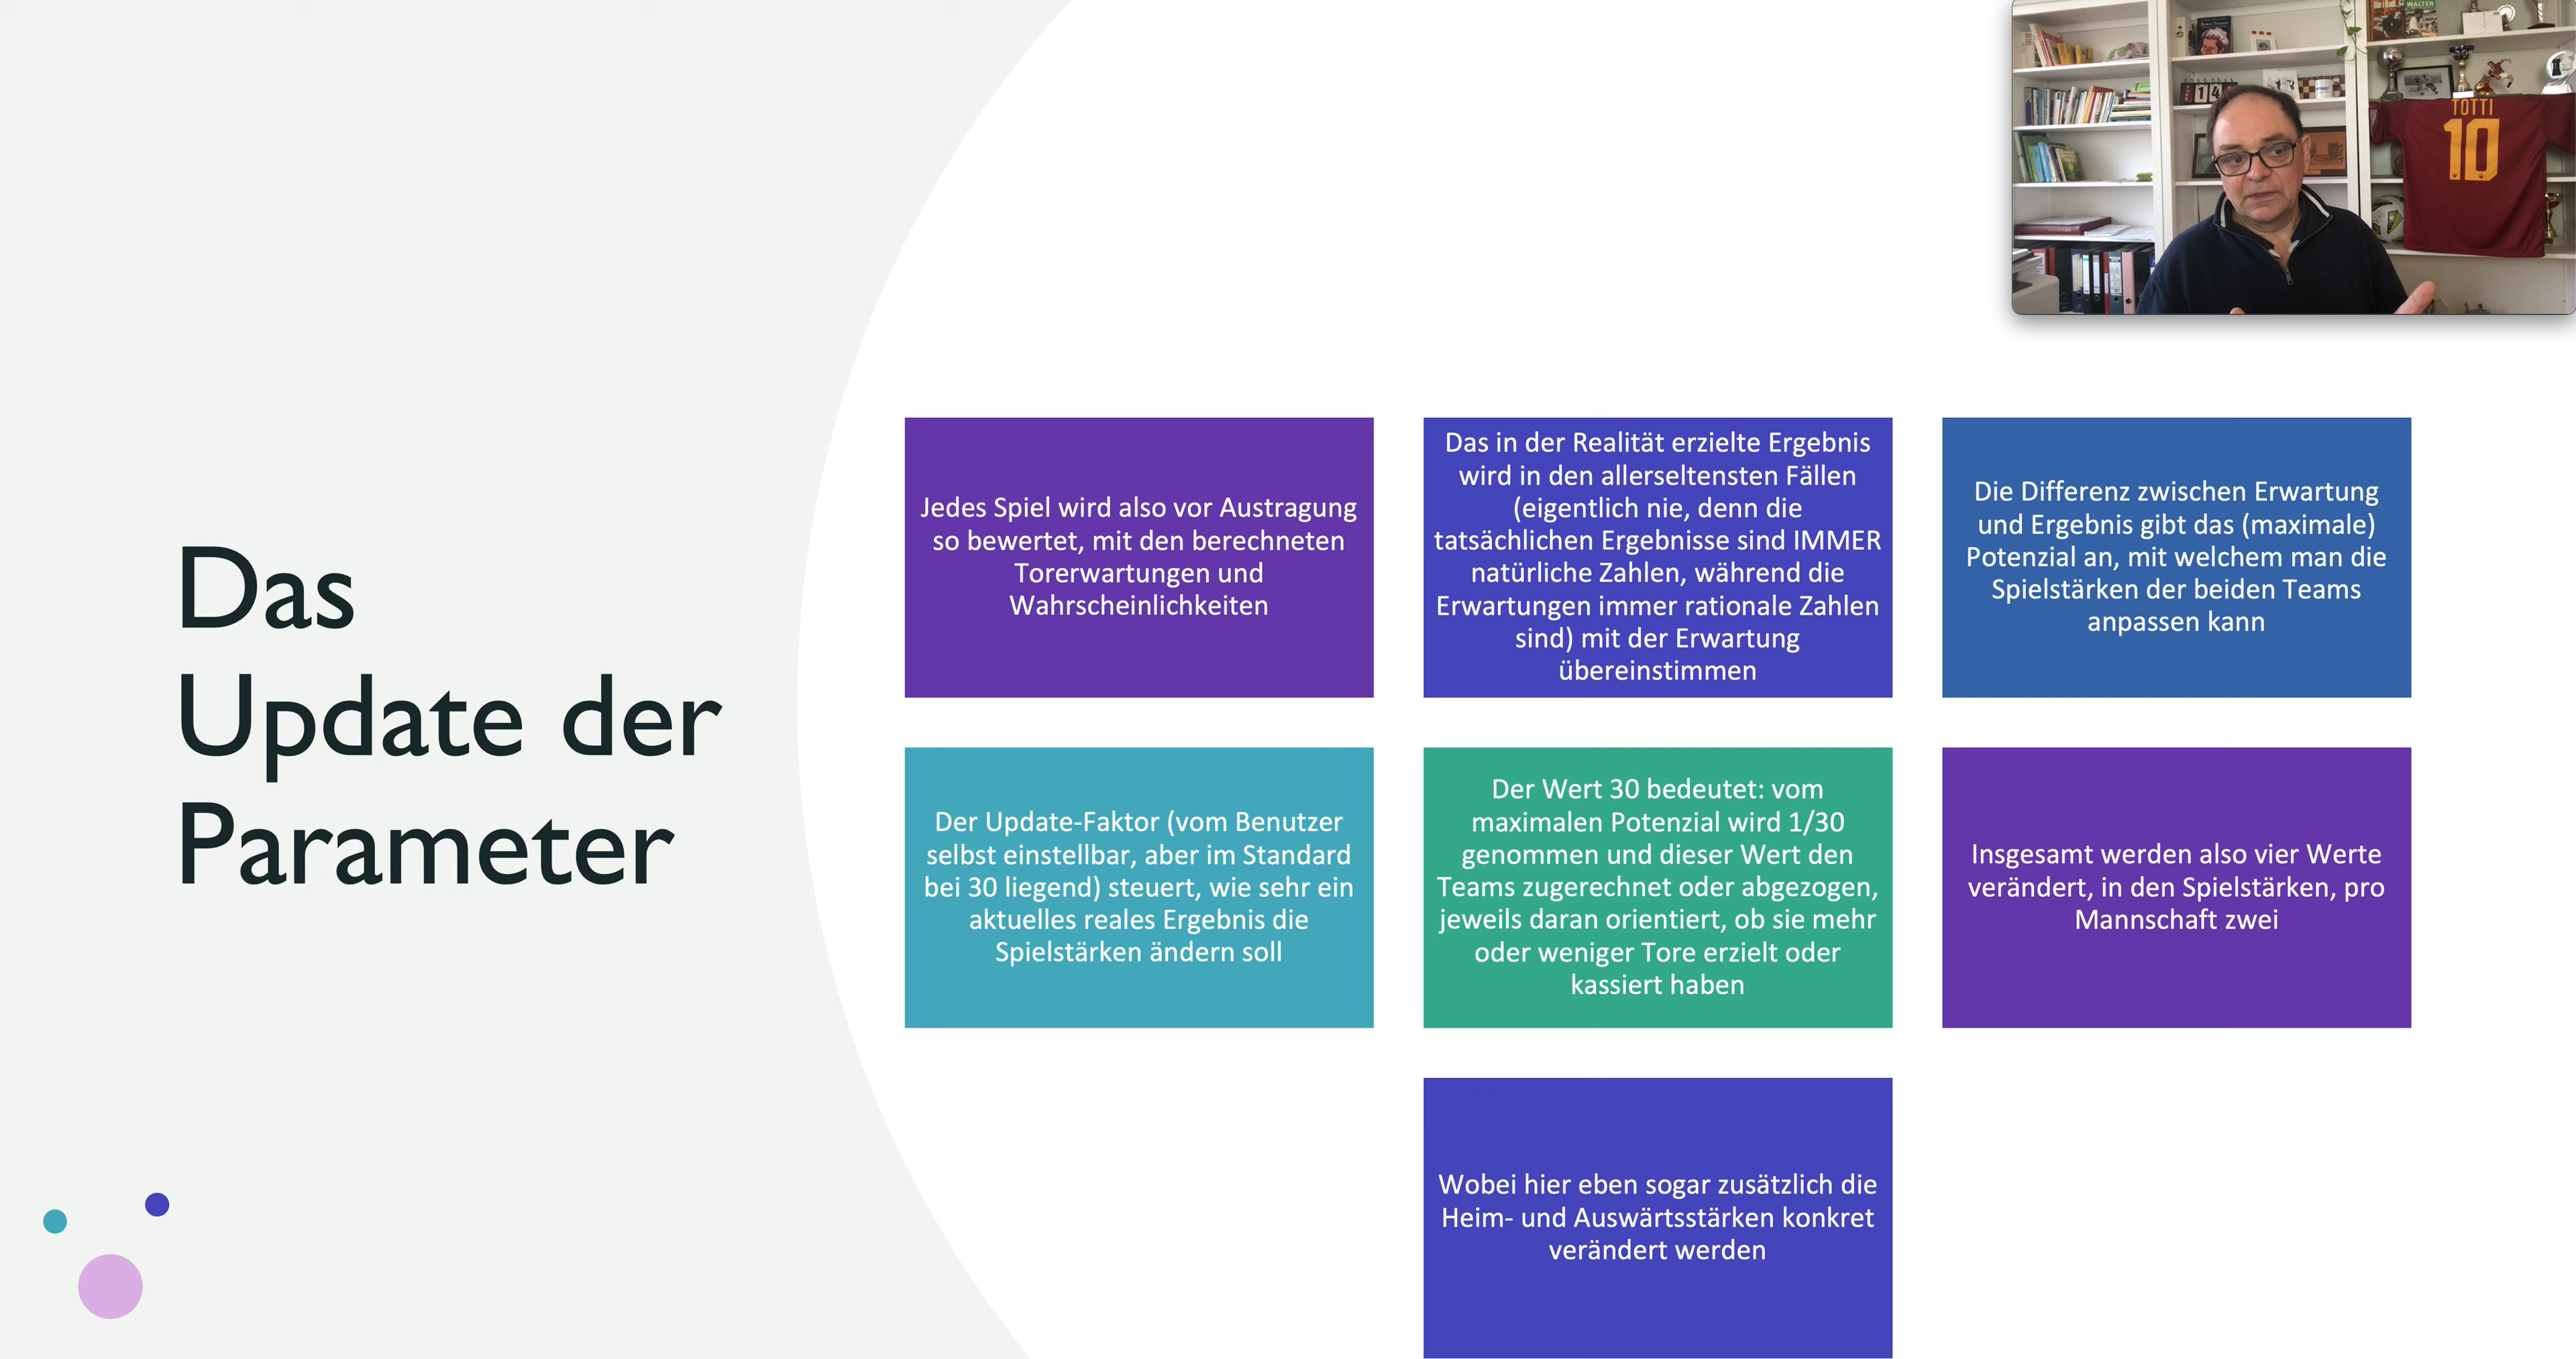 Das
Update der
Parameter
Jedes Spiel wird also vor Austragung
so bewertet, mit den berechneten
Torerwartungen und
Wahrscheinlichkeiten
Das in der Realität erzielte Ergebnis
wird in den allerseltensten Fällen
(eigentlich nie, denn die
tatsächlichen Ergebnisse sind IMMER
natürliche Zahlen, während die
Erwartungen immer rationale Zahlen
sind) mit der Erwartung
übereinstimmen
Die Differenz zwischen Erwartung
und Ergebnis gibt das (maximale)
Potenzial an, mit welchem man die
Spielstärken der beiden Teams
anpassen kann
Der Update-Faktor (vom Benutzer
selbst einstellbar, aber im Standard
bei 30 liegend) steuert, wie sehr ein
aktuelles reales Ergebnis die
Spielstärken ändern soll
Der Wert 30 bedeutet: vom
maximalen Potenzial wird 1/30
genommen und dieser Wert den
Teams zugerechnet oder abgezogen,
jeweils daran orientiert, ob sie mehr
oder weniger Tore erzielt oder
kassiert haben
Insgesamt werden also vier Werte
verändert, in den Spielstärken, pro
Mannschaft zwei
Wobei hier eben sogar zusätzlich die
Heim- und Auswärtsstärken konkret
verändert werden
WALTER
14
TOTTI
10